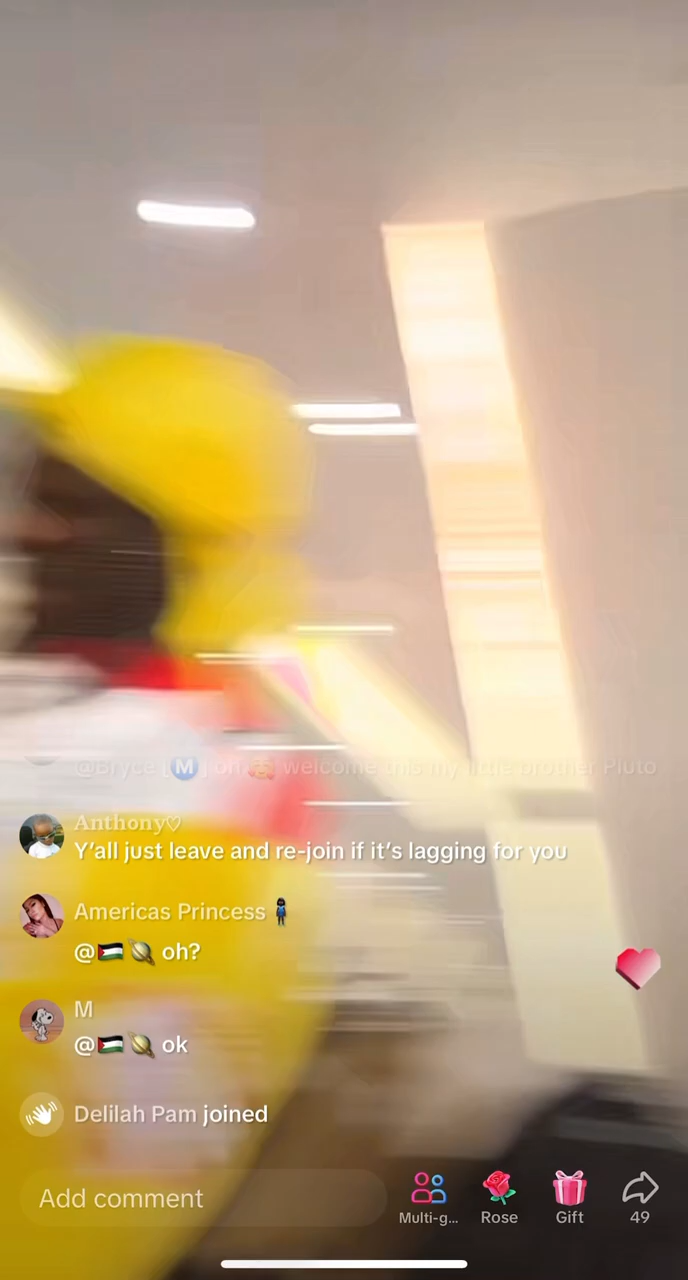 @Bryce [Ⓜ️] oh 🥰 welcome this my little brother Pluto
Anthony♡
Y'all just leave and re-join if it's lagging for you
Americas Princess 🧍🏿‍♀️
@🇵🇸🪐 oh?
M
@🇵🇸🪐 ok
Delilah Pam joined
Add comment
Multi-g... Rose Gift 49